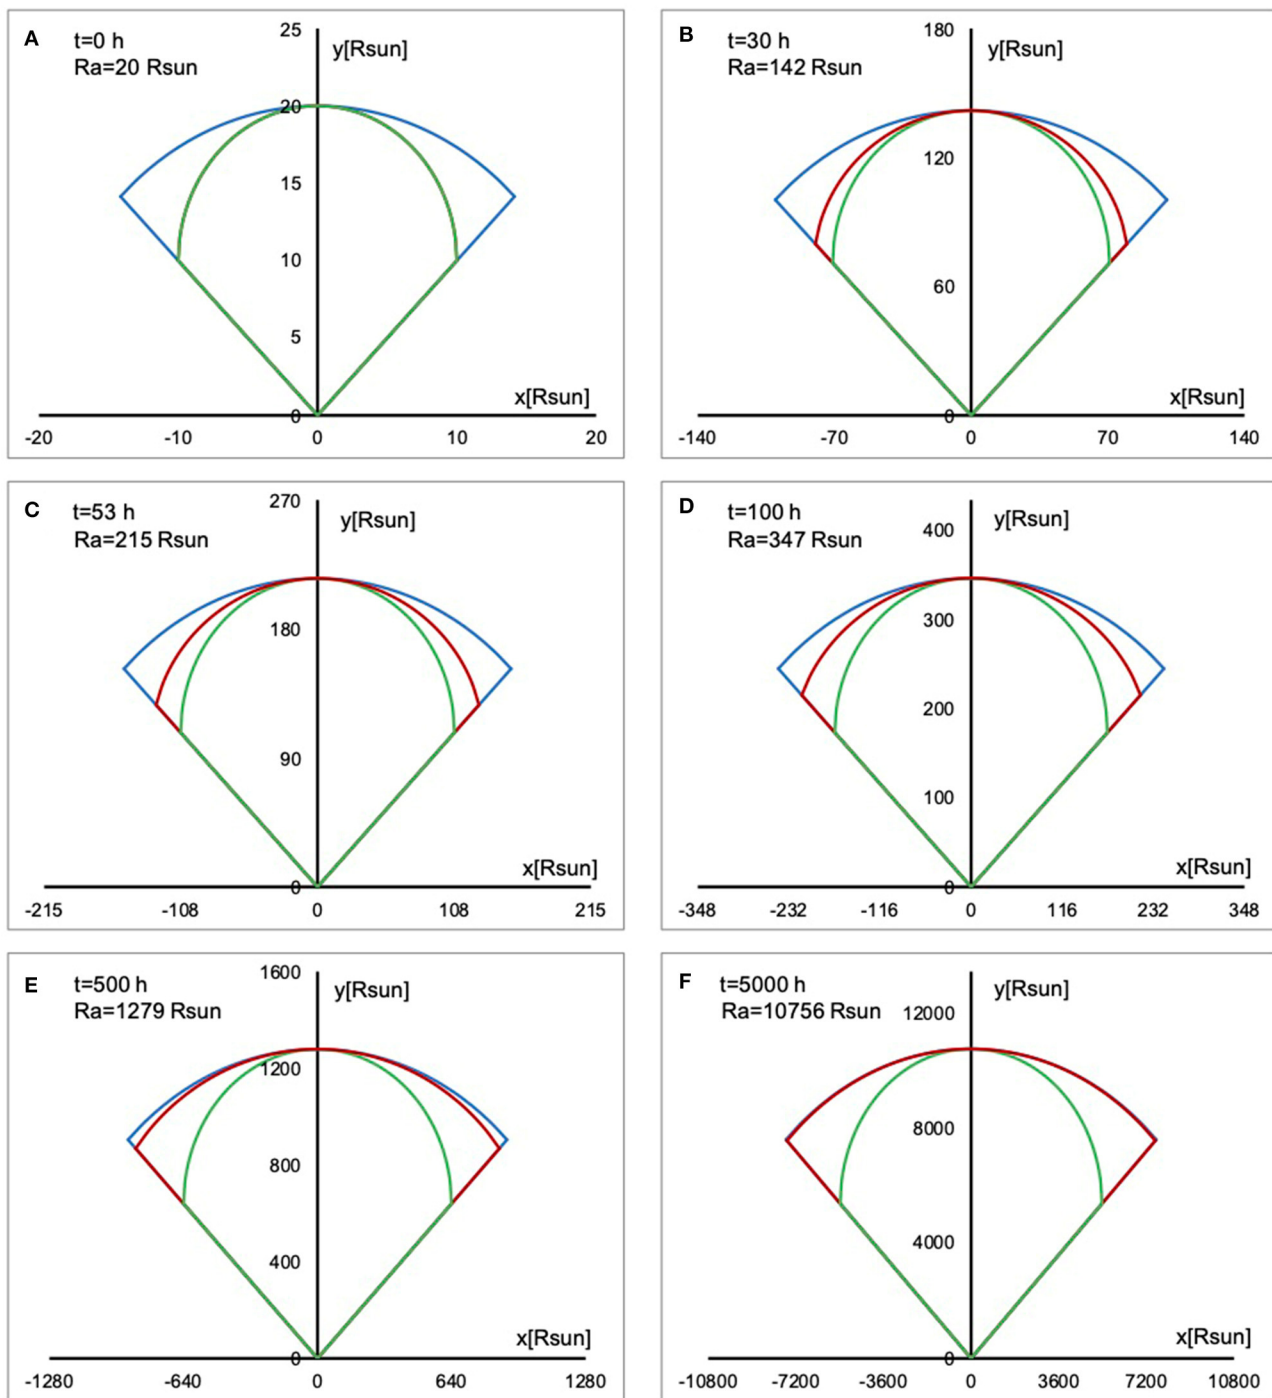 A
t=0 h
Ra=20 Rsun
y[Rsun]
25
20
15
10
5
0
x[Rsun]
-20 -10 0 10 20
B
t=30 h
Ra=142 Rsun
y[Rsun]
180
120
60
0
x[Rsun]
-140 -70 0 70 140
C
t=53 h
Ra=215 Rsun
y[Rsun]
270
180
90
0
x[Rsun]
-215 -108 0 108 215
D
t=100 h
Ra=347 Rsun
y[Rsun]
400
300
200
100
0
x[Rsun]
-348 -232 -116 0 116 232 348
E
t=500 h
Ra=1279 Rsun
y[Rsun]
1600
1200
800
400
0
x[Rsun]
-1280 -640 0 640 1280
F
t=5000 h
Ra=10756 Rsun
y[Rsun]
12000
8000
4000
0
x[Rsun]
-10800 -7200 -3600 0 3600 7200 10800